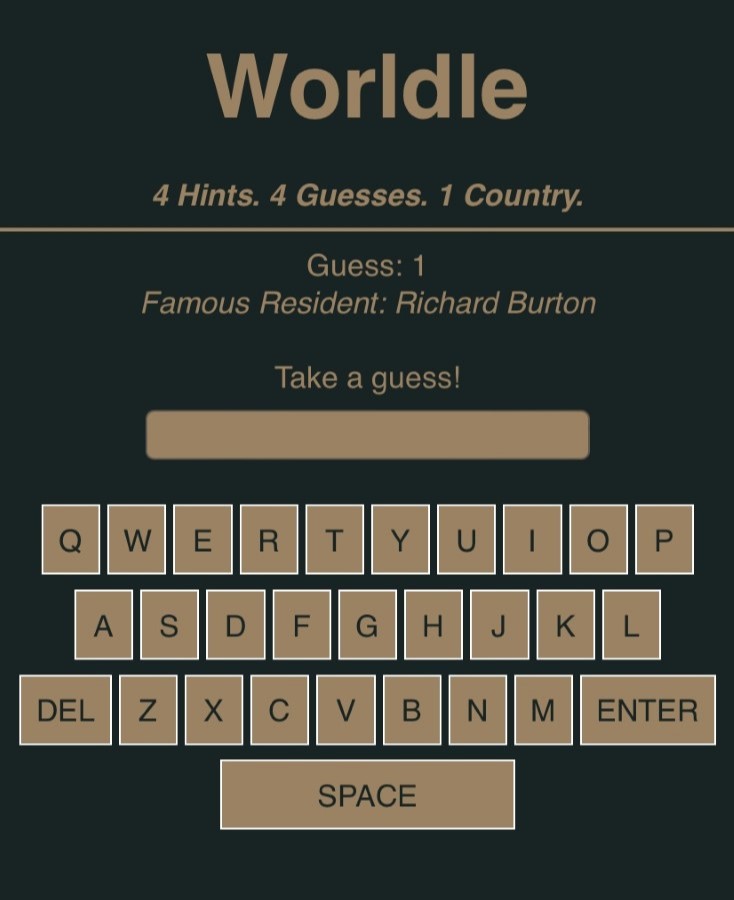 Worldle
4 Hints. 4 Guesses. 1 Country.
Guess: 1
Famous Resident: Richard Burton
Take a guess!
Q W E R T Y U I O P
A S D F G H J K L
DEL Z X C V B N M ENTER
SPACE